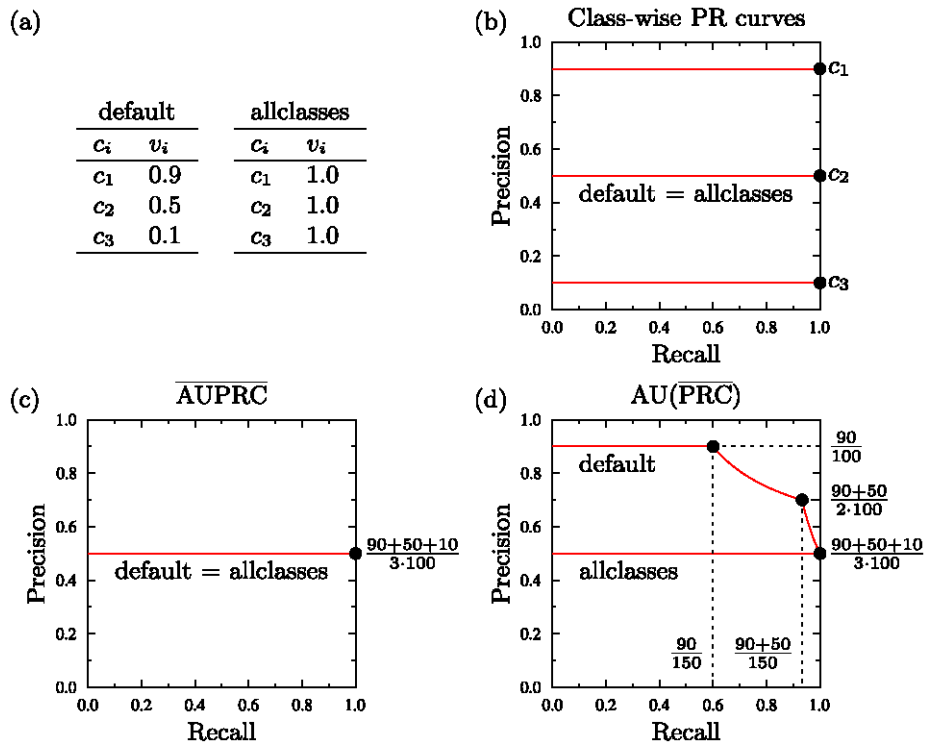 (a)
default allclasses
c_i v_i c_i v_i
c_1 0.9 c_1 1.0
c_2 0.5 c_2 1.0
c_3 0.1 c_3 1.0
(b) Class-wise PR curves
1.0
0.8
0.6
0.4
0.2
0.0
Precision
c_1
c_2
c_3
default = allclasses
0.0 0.2 0.4 0.6 0.8 1.0
Recall
(c) AUPRC
1.0
0.8
0.6
0.4
0.2
0.0
Precision
90+50+10
3·100
default = allclasses
0.0 0.2 0.4 0.6 0.8 1.0
Recall
(d) AU(PRC)
1.0
0.8
0.6
0.4
0.2
0.0
Precision
default
allclasses
90
100
90+50
2·100
90+50+10
3·100
90
150
90+50
150
0.0 0.2 0.4 0.6 0.8 1.0
Recall